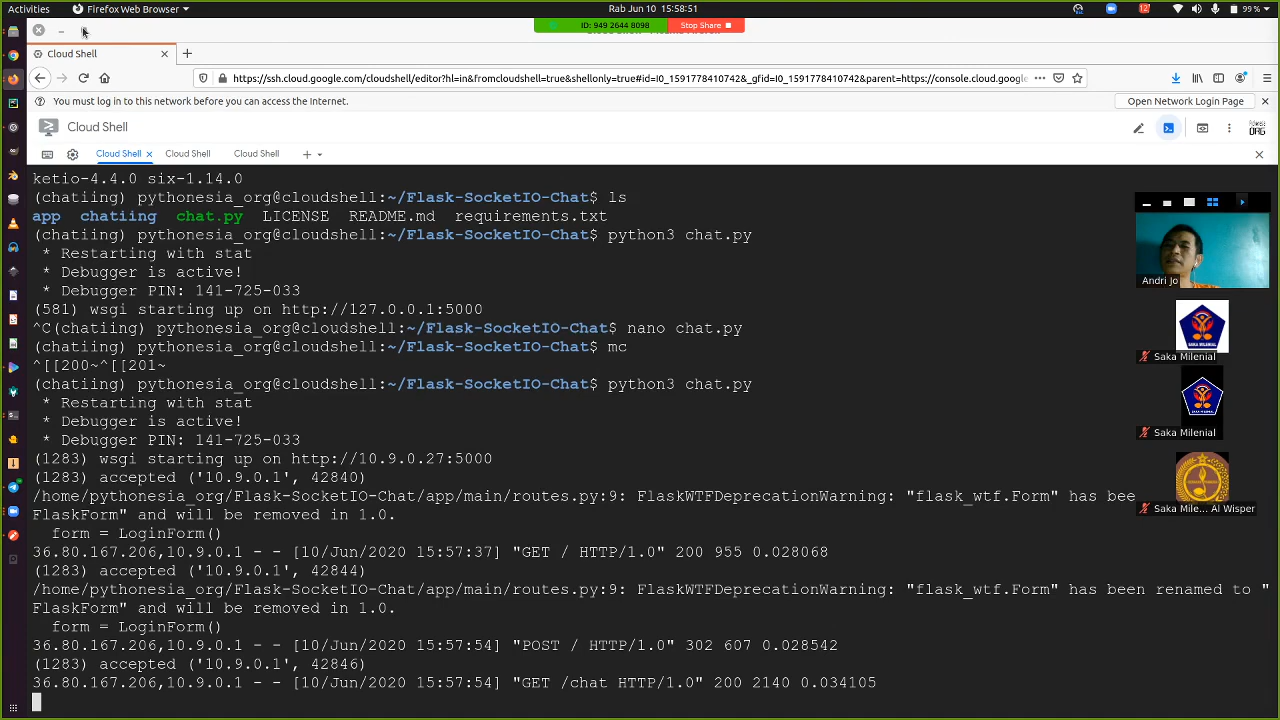 Activities Firefox Web Browser Rab Jun 10 15:58:51 12 99 %
ID: 949 2644 8098 Stop Share
Cloud Shell
https://ssh.cloud.google.com/cloudshell/editor?hl=in&fromcloudshell=true&shellonly=true#id=I0_1591778410742&_gfid=I0_1591778410742&parent=https://console.cloud.goog
You must log in to this network before you can access the Internet. Open Network Login Page
Cloud Shell
Cloud Shell Cloud Shell Cloud Shell
ketio-4.4.0 six-1.14.0
(chatiing) pythonesia_org@cloudshell:~/Flask-SocketIO-Chat$ ls
app chatiing chat.py LICENSE README.md requirements.txt
(chatiing) pythonesia_org@cloudshell:~/Flask-SocketIO-Chat$ python3 chat.py
* Restarting with stat
* Debugger is active!
* Debugger PIN: 141-725-033
(581) wsgi starting up on http://127.0.0.1:5000
^C(chatiing) pythonesia_org@cloudshell:~/Flask-SocketIO-Chat$ nano chat.py
(chatiing) pythonesia_org@cloudshell:~/Flask-SocketIO-Chat$ mc
^[[200~^[[201~
(chatiing) pythonesia_org@cloudshell:~/Flask-SocketIO-Chat$ python3 chat.py
* Restarting with stat
* Debugger is active!
* Debugger PIN: 141-725-033
(1283) wsgi starting up on http://10.9.0.27:5000
(1283) accepted ('10.9.0.1', 42840)
/home/pythonesia_org/Flask-SocketIO-Chat/app/main/routes.py:9: FlaskWTFDeprecationWarning: "flask_wtf.Form" has bee
FlaskForm" and will be removed in 1.0.
form = LoginForm()
36.80.167.206,10.9.0.1 - - [10/Jun/2020 15:57:37] "GET / HTTP/1.0" 200 955 0.028068
(1283) accepted ('10.9.0.1', 42844)
/home/pythonesia_org/Flask-SocketIO-Chat/app/main/routes.py:9: FlaskWTFDeprecationWarning: "flask_wtf.Form" has been renamed to "
FlaskForm" and will be removed in 1.0.
form = LoginForm()
36.80.167.206,10.9.0.1 - - [10/Jun/2020 15:57:54] "POST / HTTP/1.0" 302 607 0.028542
(1283) accepted ('10.9.0.1', 42846)
36.80.167.206,10.9.0.1 - - [10/Jun/2020 15:57:54] "GET /chat HTTP/1.0" 200 2140 0.034105
Andri Jo
Saka Milenial
Saka Milenial
Saka Mile... Al Wisper